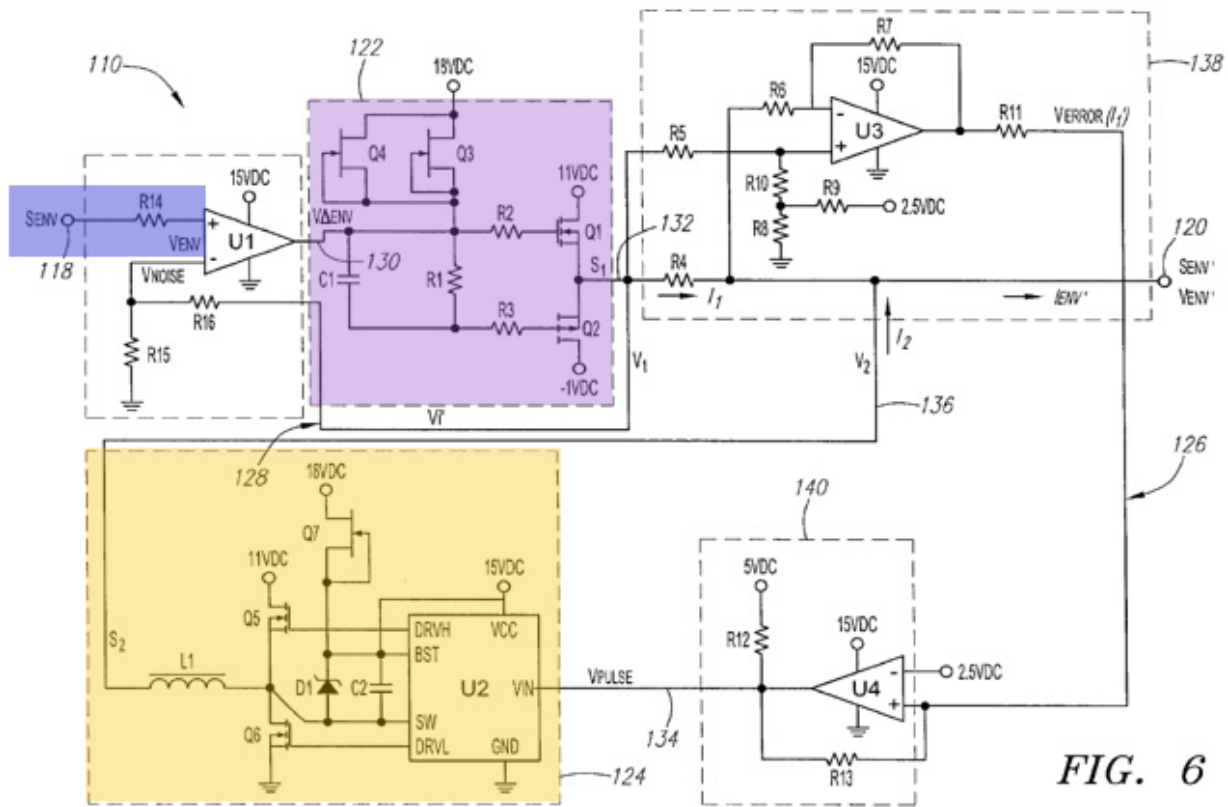 110
122
18VDC
Q4
Q3
11VDC
R2
Q1
VΔENV
130
C1
R1
R3
Q2
-1VDC
S1
132
15VDC
SENV
R14
VENV
+
-
U1
118
VNOISE
R16
R15
V1'
128
R7
138
15VDC
R6
-
U3
+
R11
VERROR(I1')
R5
R10
R9
2.5VDC
R8
R4
I1
IENV'
120
SENV'
VENV'
V1
V2
I2
136
126
18VDC
Q7
11VDC
15VDC
Q5
DRVH
VCC
BST
S2
L1
D1
C2
U2
VIN
SW
Q6
DRVL
GND
124
VPULSE
134
140
5VDC
R12
15VDC
-
2.5VDC
U4
+
R13
FIG. 6